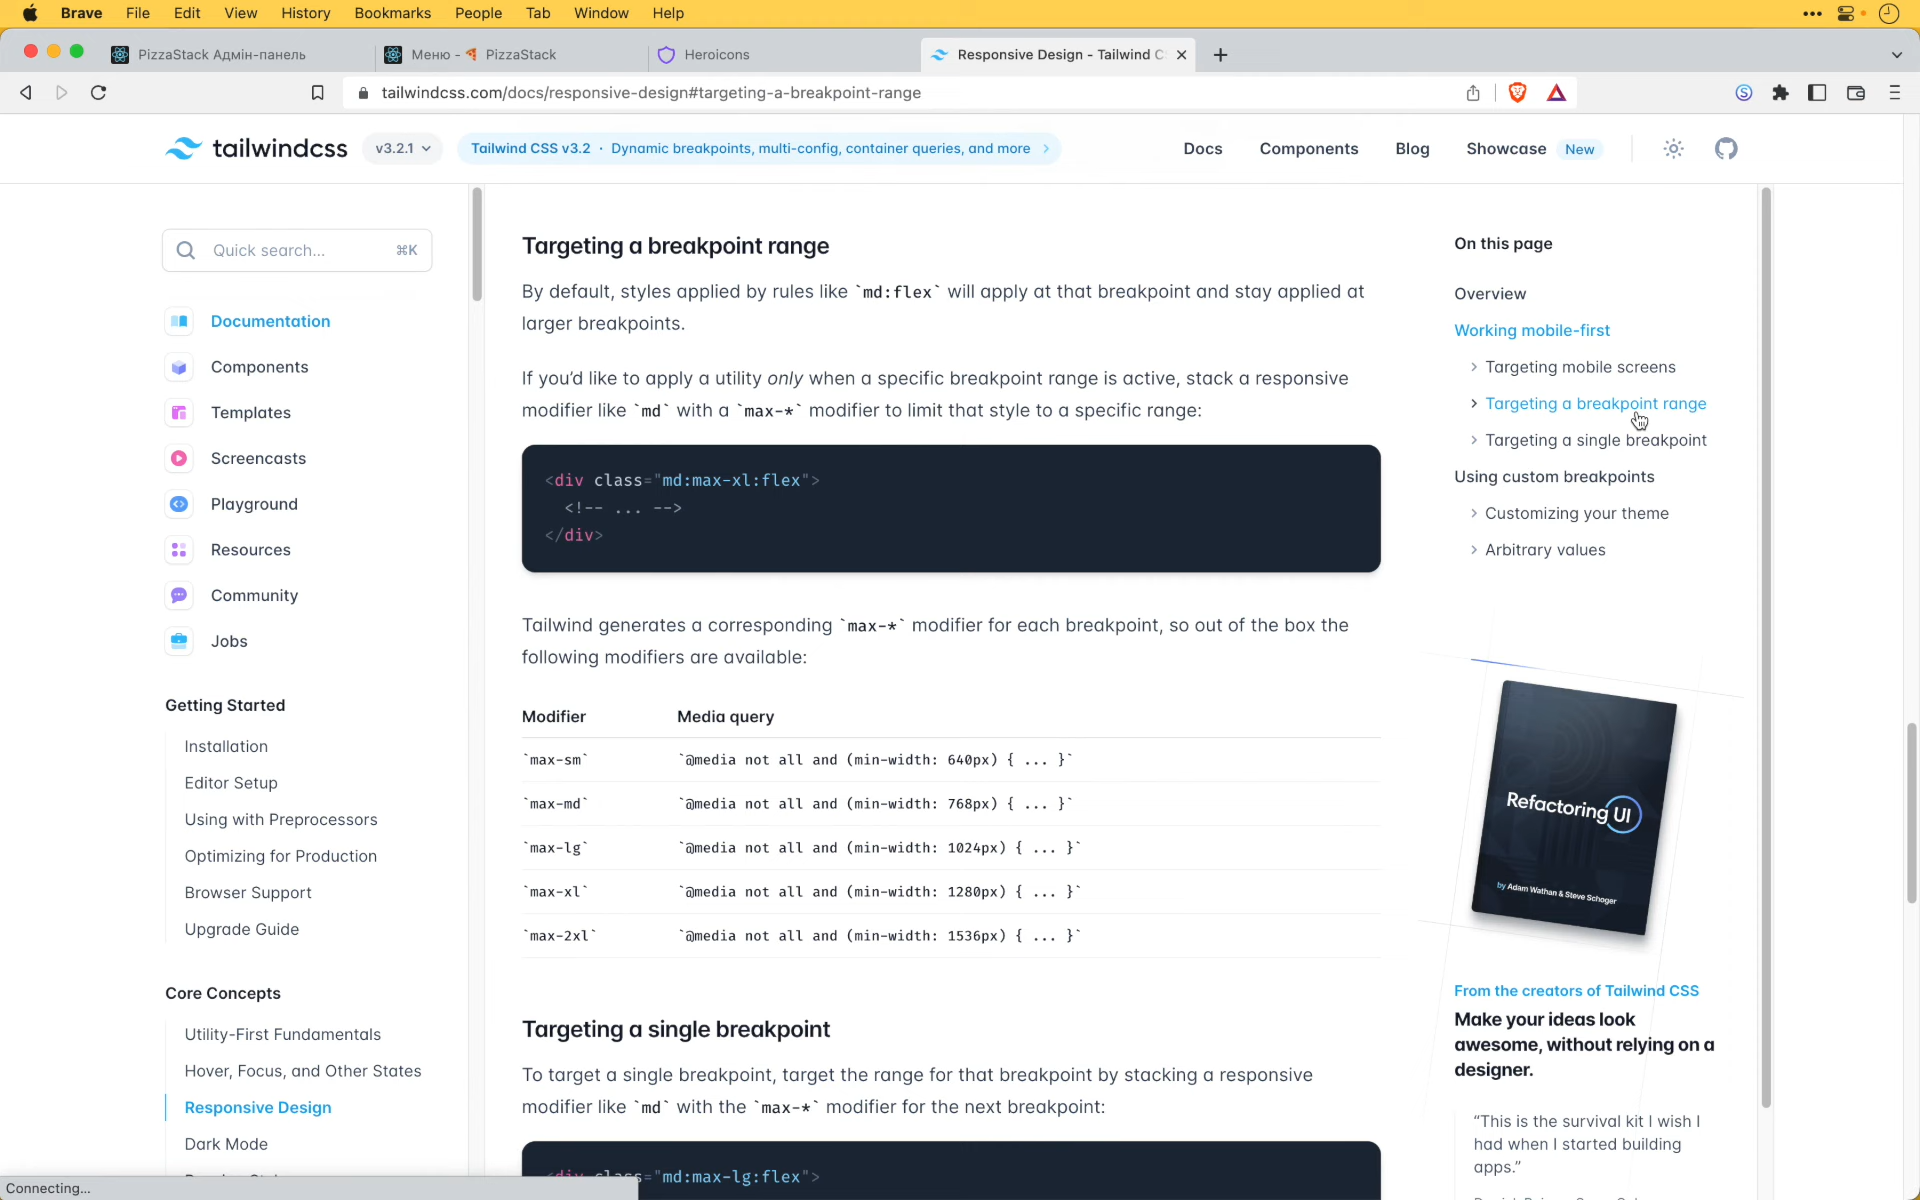 Brave File Edit View History Bookmarks People Tab Window Help
PizzaStack Адмін-панель
Меню - 🍕 PizzaStack
Heroicons
Responsive Design - Tailwind C
tailwindcss.com/docs/responsive-design#targeting-a-breakpoint-range
tailwindcss
v3.2.1
Tailwind CSS v3.2 · Dynamic breakpoints, multi-config, container queries, and more
Docs
Components
Blog
Showcase
New
Quick search...
⌘K
Documentation
Components
Templates
Screencasts
Playground
Resources
Community
Jobs
Getting Started
Installation
Editor Setup
Using with Preprocessors
Optimizing for Production
Browser Support
Upgrade Guide
Core Concepts
Utility-First Fundamentals
Hover, Focus, and Other States
Responsive Design
Dark Mode
Connecting...
Targeting a breakpoint range
By default, styles applied by rules like `md:flex` will apply at that breakpoint and stay applied at
larger breakpoints.
If you’d like to apply a utility only when a specific breakpoint range is active, stack a responsive
modifier like `md` with a `max-*` modifier to limit that style to a specific range:
<div class="md:max-xl:flex">
<!-- ... -->
</div>
Tailwind generates a corresponding `max-*` modifier for each breakpoint, so out of the box the
following modifiers are available:
Modifier Media query
`max-sm` `@media not all and (min-width: 640px) { ... }`
`max-md` `@media not all and (min-width: 768px) { ... }`
`max-lg` `@media not all and (min-width: 1024px) { ... }`
`max-xl` `@media not all and (min-width: 1280px) { ... }`
`max-2xl` `@media not all and (min-width: 1536px) { ... }`
Targeting a single breakpoint
To target a single breakpoint, target the range for that breakpoint by stacking a responsive
modifier like `md` with the `max-*` modifier for the next breakpoint:
<div class="md:max-lg:flex">
On this page
Overview
Working mobile-first
Targeting mobile screens
Targeting a breakpoint range
Targeting a single breakpoint
Using custom breakpoints
Customizing your theme
Arbitrary values
Refactoring UI
by Adam Wathan & Steve Schoger
From the creators of Tailwind CSS
Make your ideas look
awesome, without relying on a
designer.
“This is the survival kit I wish I
had when I started building
apps.”